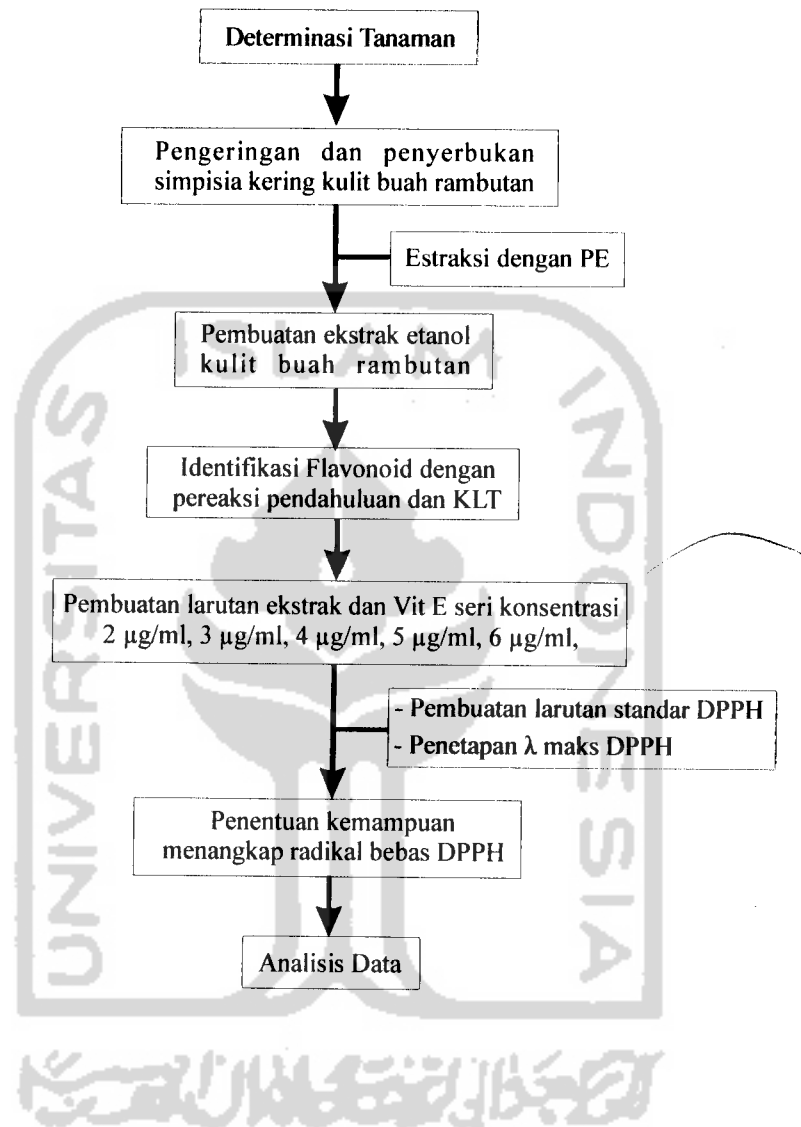 Determinasi Tanaman
Pengeringan dan penyerbukan
simpisia kering kulit buah rambutan
Estraksi dengan PE
Pembuatan ekstrak etanol
kulit buah rambutan
Identifikasi Flavonoid dengan
pereaksi pendahuluan dan KLT
Pembuatan larutan ekstrak dan Vit E seri konsentrasi
2 µg/ml, 3 µg/ml, 4 µg/ml, 5 µg/ml, 6 µg/ml,
- Pembuatan larutan standar DPPH
- Penetapan λ maks DPPH
Penentuan kemampuan
menangkap radikal bebas DPPH
Analisis Data
UNIVERSITAS
ISLAM
INDONESIA